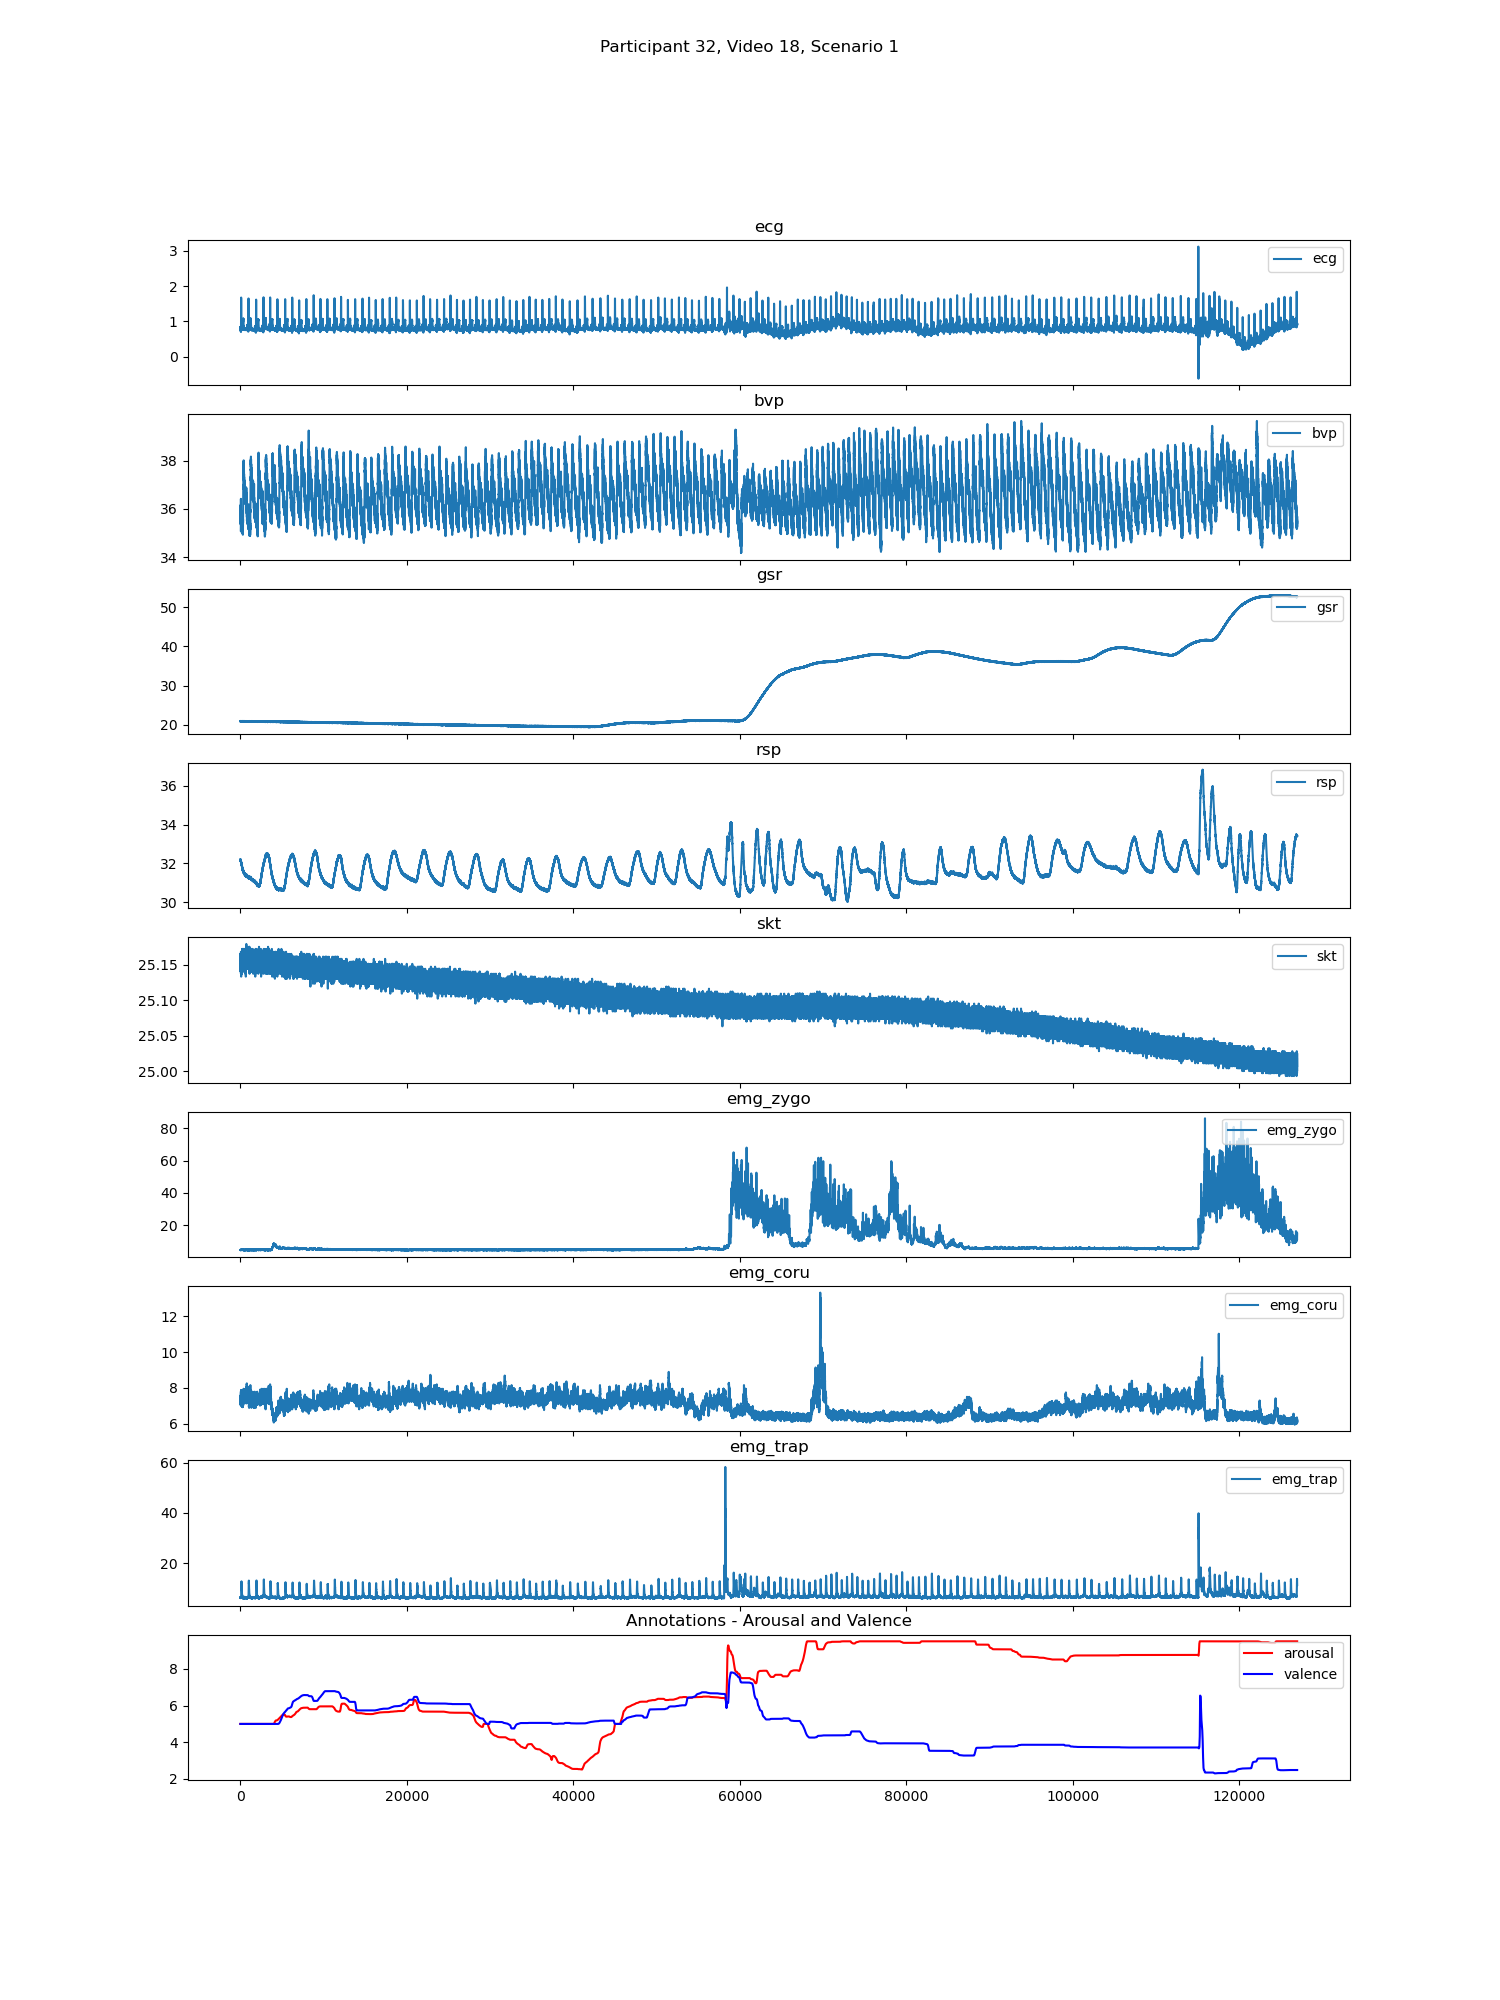 Participant 32, Video 18, Scenario 1
ecg
3
2
1
0
ecg
bvp
38
36
34
bvp
gsr
50
40
30
20
gsr
rsp
36
34
32
30
rsp
skt
25.15
25.10
25.05
25.00
skt
emg_zygo
80
60
40
20
emg_zygo
emg_coru
12
10
8
6
emg_coru
emg_trap
60
40
20
emg_trap
Annotations - Arousal and Valence
8
6
4
2
arousal
valence
0 20000 40000 60000 80000 100000 120000